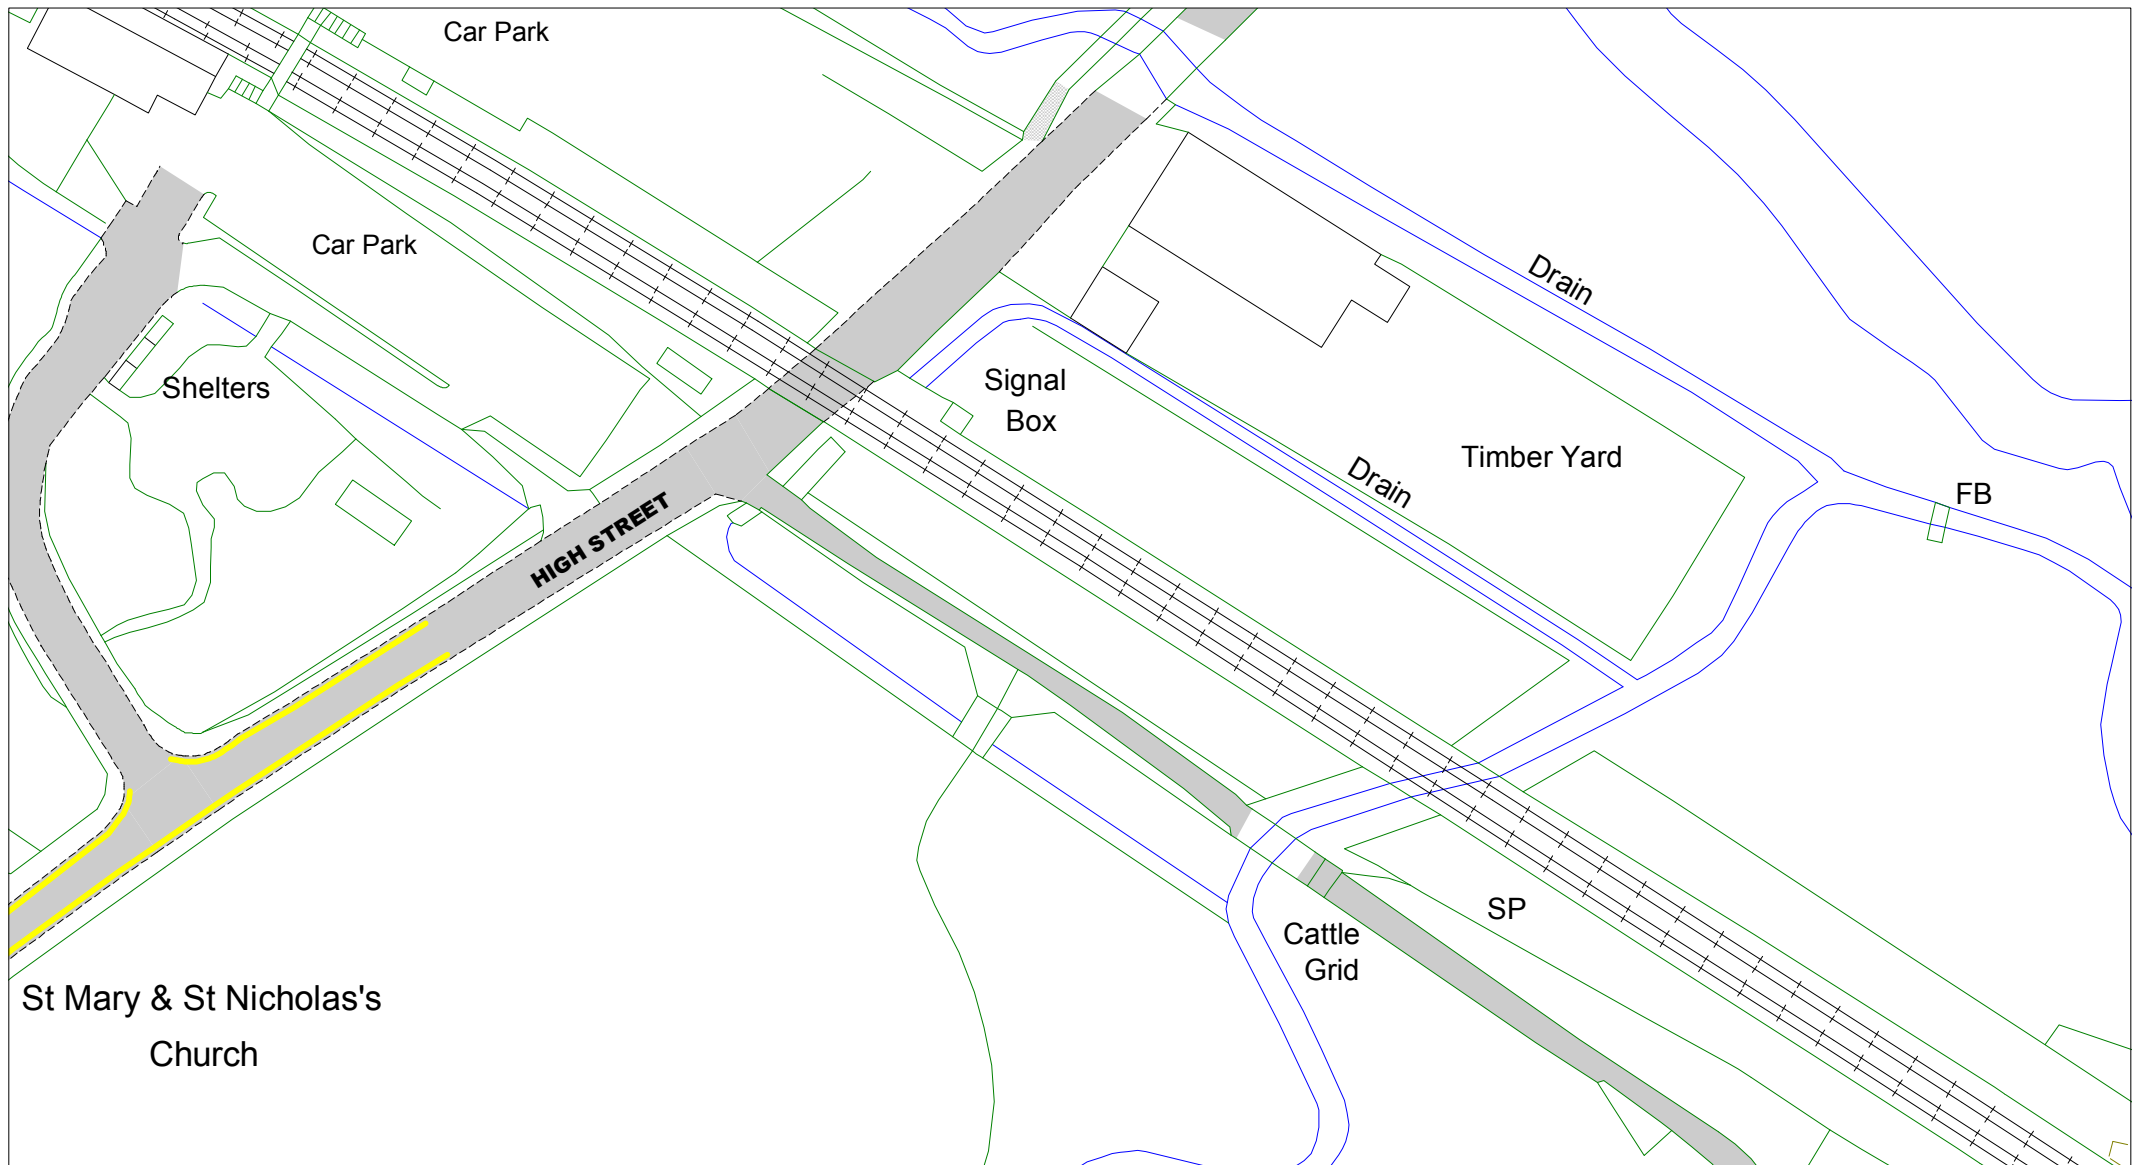 Car Park
Car Park
Drain
Shelters
Signal
Box
Timber Yard
Drain
FB
HIGH STREET
SP
Cattle
Grid
St Mary & St Nicholas's
Church